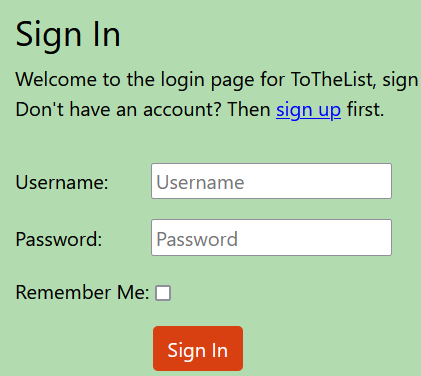 Sign In
Welcome to the login page for ToTheList, sign
Don't have an account? Then sign up first.
Username: Username
Password: Password
Remember Me:
Sign In